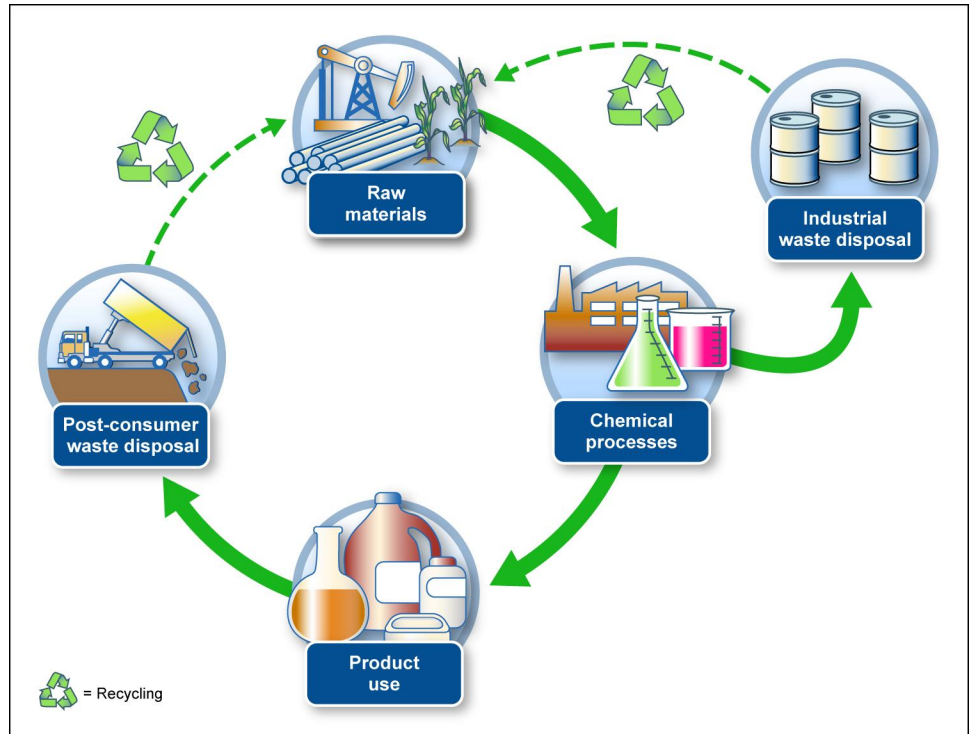 Raw
materials
Industrial
waste disposal
Chemical
processes
Post-consumer
waste disposal
Product
use
= Recycling